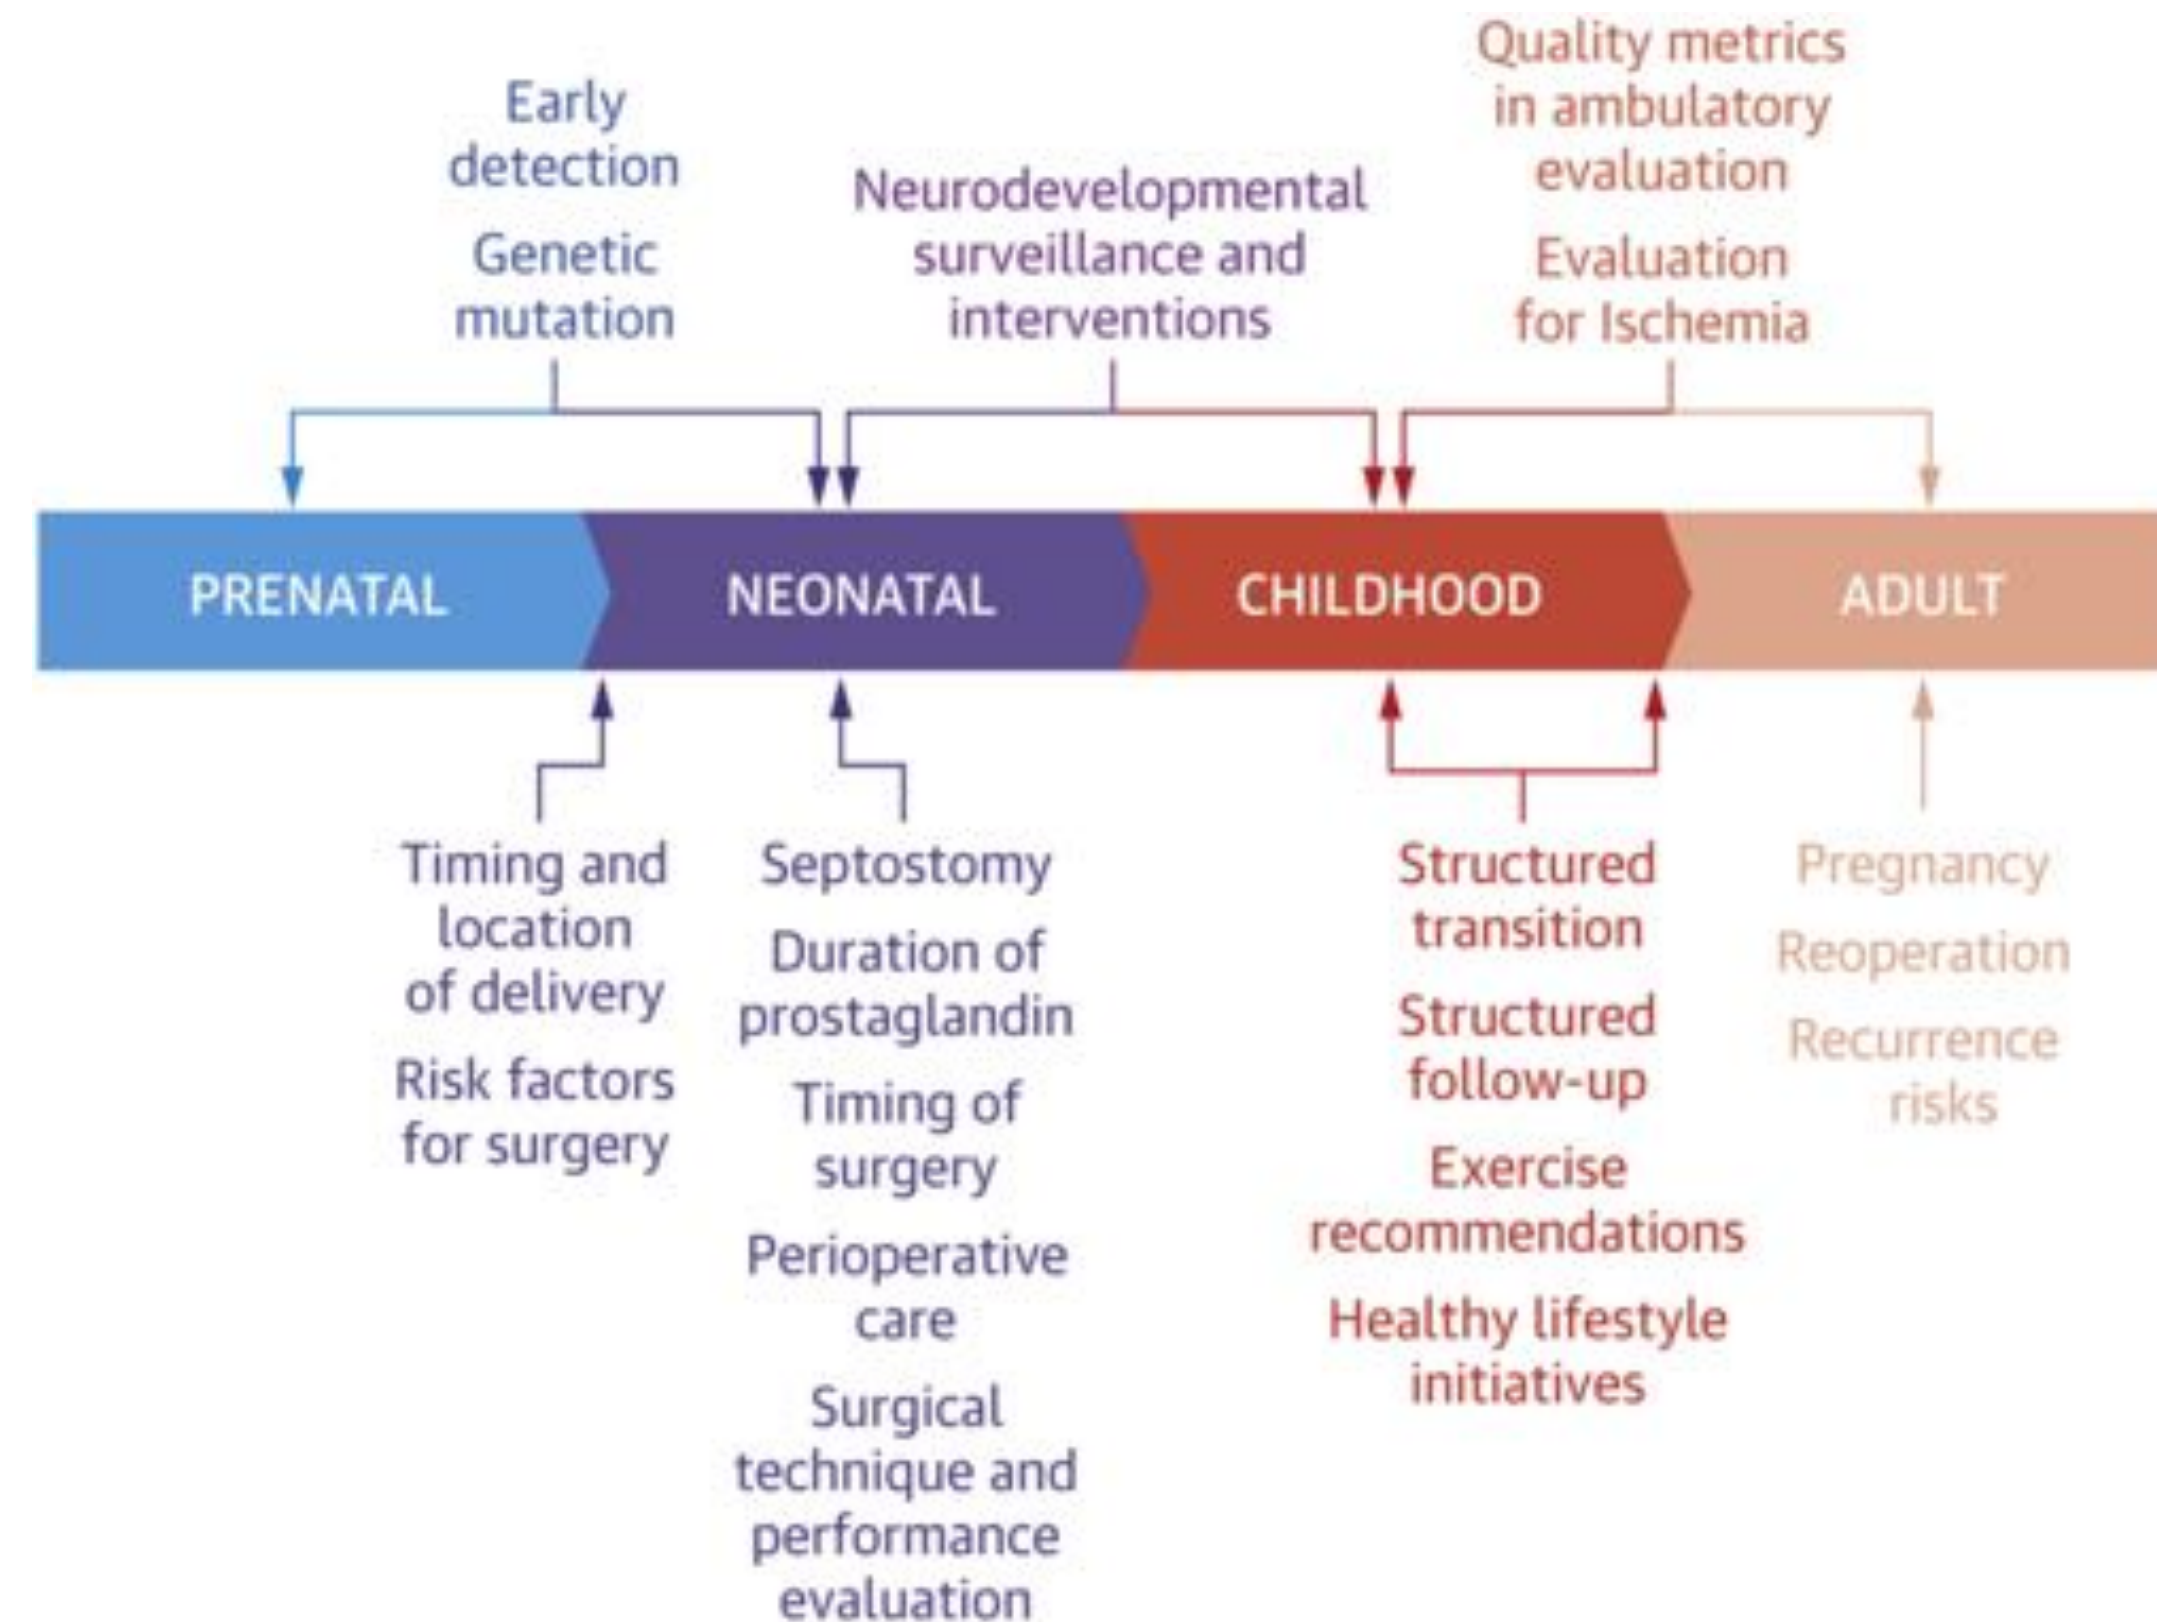 Early
detection
Genetic
mutation
Neurodevelopmental
surveillance and
interventions
Quality metrics
in ambulatory
evaluation
Evaluation
for Ischemia
PRENATAL
NEONATAL
CHILDHOOD
ADULT
Timing and
location
of delivery
Risk factors
for surgery
Septostomy
Duration of
prostaglandin
Timing of
surgery
Perioperative
care
Surgical
technique and
performance
evaluation
Structured
transition
Structured
follow-up
Exercise
recommendations
Healthy lifestyle
initiatives
Pregnancy
Reoperation
Recurrence
risks